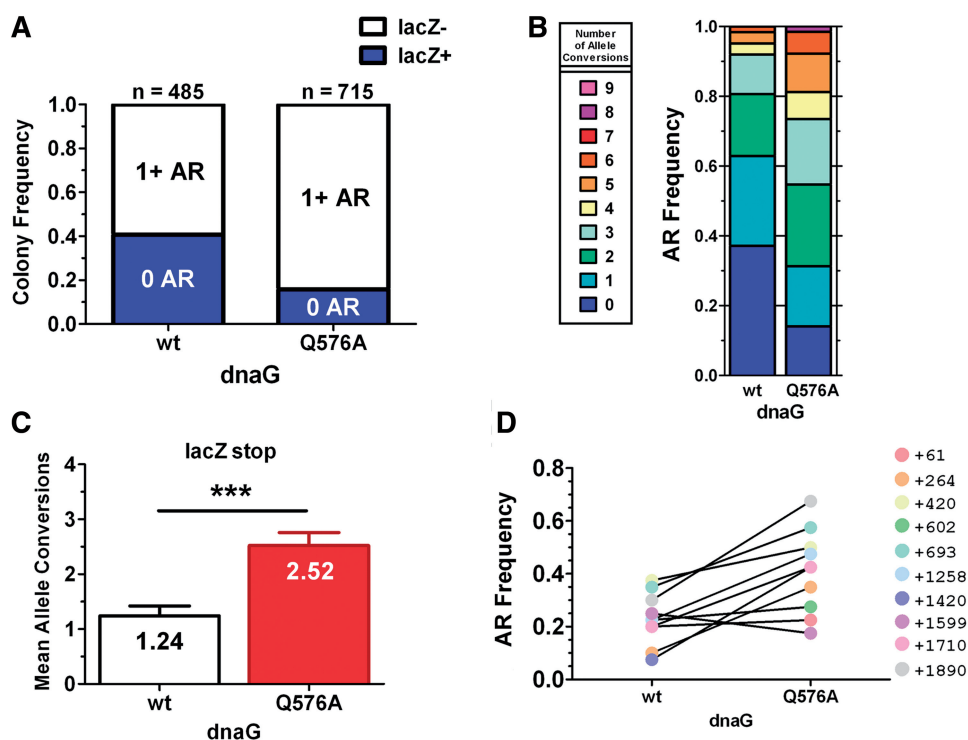 A
lacZ-
lacZ+
n = 485
n = 715
Colony Frequency
1.0
0.8
0.6
0.4
0.2
0.0
1+ AR
1+ AR
0 AR
0 AR
wt
Q576A
dnaG
B
Number
of Allele
Conversions
9
8
7
6
5
4
3
2
1
0
AR Frequency
1.0
0.8
0.6
0.4
0.2
0.0
wt
Q576A
dnaG
C
lacZ stop
***
Mean Allele Conversions
4
3
2
1
0
1.24
2.52
wt
Q576A
dnaG
D
AR Frequency
0.8
0.6
0.4
0.2
0.0
wt
Q576A
dnaG
+61
+264
+420
+602
+693
+1258
+1420
+1599
+1710
+1890